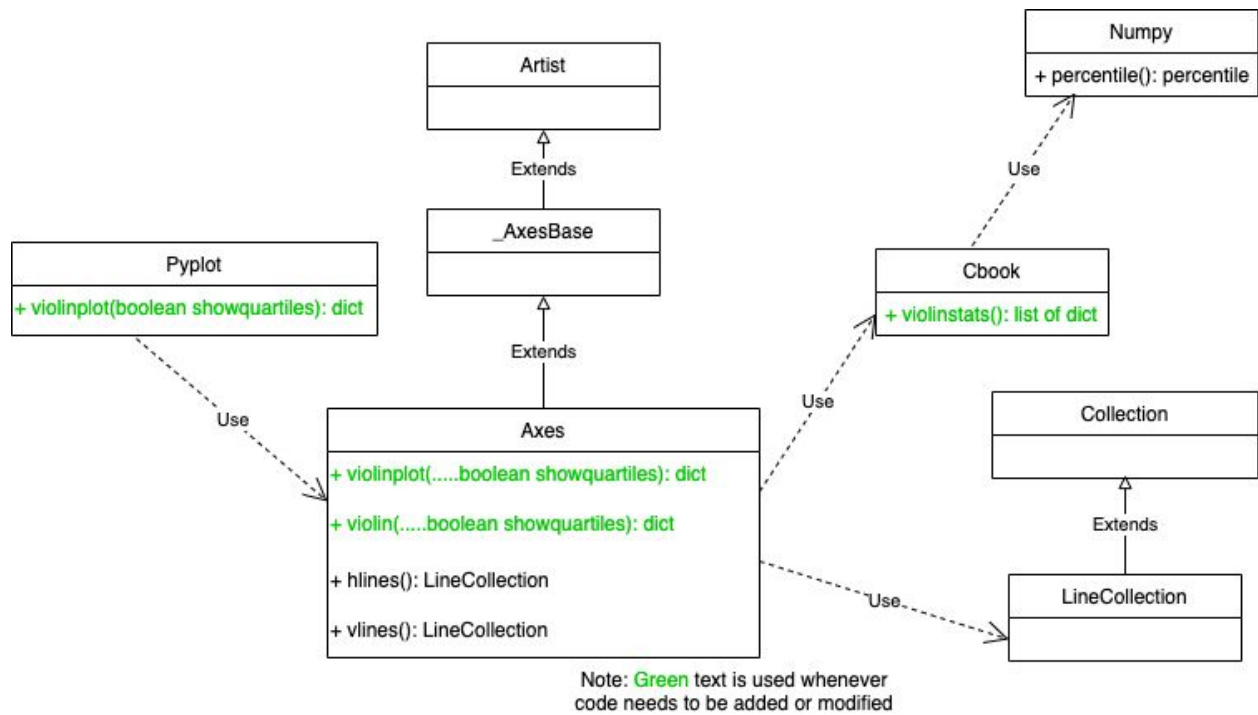 Numpy
+ percentile(): percentile
Artist
Extends
Use
_AxesBase
Pyplot
+ violinplot(boolean showquartiles): dict
Cbook
+ violinstats(): list of dict
Extends
Use
Use
Axes
+ violinplot(.....boolean showquartiles): dict
+ violin(.....boolean showquartiles): dict
+ hlines(): LineCollection
+ vlines(): LineCollection
Collection
Extends
Use
LineCollection
Note: Green text is used whenever
code needs to be added or modified